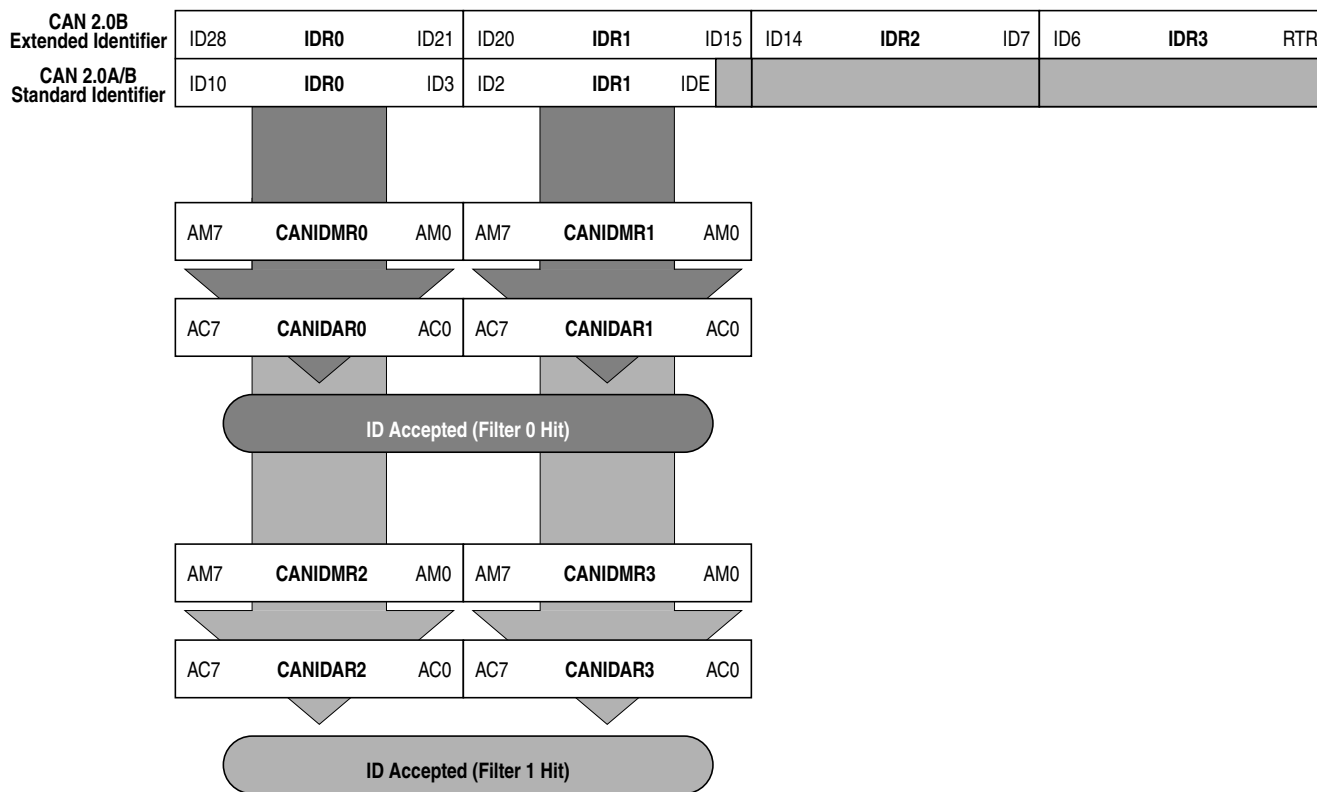 CAN 2.0B
Extended Identifier
ID28 IDR0 ID21 ID20 IDR1 ID15 ID14 IDR2 ID7 ID6 IDR3 RTR
CAN 2.0A/B
Standard Identifier
ID10 IDR0 ID3 ID2 IDR1 IDE
AM7 CANIDMR0 AM0 AM7 CANIDMR1 AM0
AC7 CANIDAR0 AC0 AC7 CANIDAR1 AC0
ID Accepted (Filter 0 Hit)
AM7 CANIDMR2 AM0 AM7 CANIDMR3 AM0
AC7 CANIDAR2 AC0 AC7 CANIDAR3 AC0
ID Accepted (Filter 1 Hit)